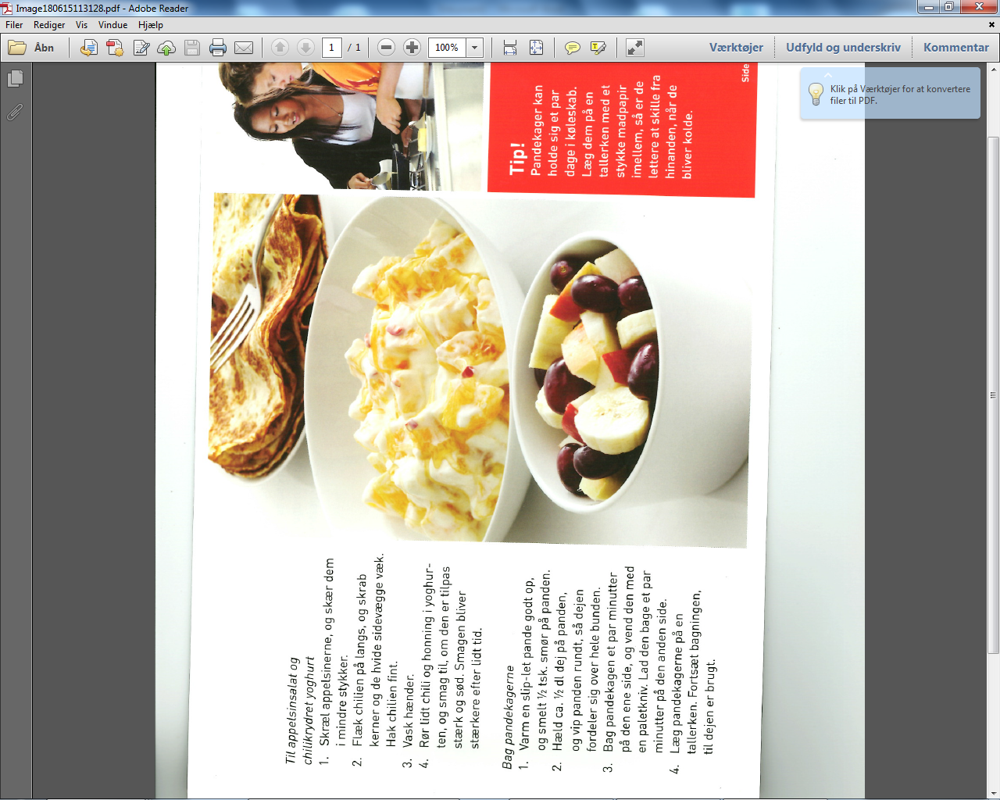 Image180615113128.pdf - Adobe Reader
Filer Rediger Vis Vindue Hjælp
Åbn
1 / 1
100%
Værktøjer
Udfyld og underskriv
Kommentar
Klik på Værktøjer for at konvertere
filer til PDF.
Til appelsinsalat og
chilikrydret yoghurt
1. Skræl appelsinerne, og skær dem
i mindre stykker.
2. Flæk chilien på langs, og skrab
kerner og de hvide sidevægge væk.
Hak chilien fint.
3. Vask hænder.
4. Rør lidt chili og honning i yoghur-
ten, og smag til, om den er tilpas
stærk og sød. Smagen bliver
stærkere efter lidt tid.
Bag pandekagerne
1. Varm en slip-let pande godt op,
og smelt ½ tsk. smør på panden.
2. Hæld ca. ½ dl dej på panden,
og vip panden rundt, så dejen
fordeler sig over hele bunden.
3. Bag pandekagen et par minutter
på den ene side, og vend den med
en paletkniv. Lad den bage et par
minutter på den anden side.
4. Læg pandekagerne på en
tallerken. Fortsæt bagningen,
til dejen er brugt.
Tip!
Pandekager kan
holde sig et par
dage i køleskab.
Læg dem på en
tallerken med et
stykke madpapir
imellem, så er de
lettere at skille fra
hinanden, når de
bliver kolde.
Side